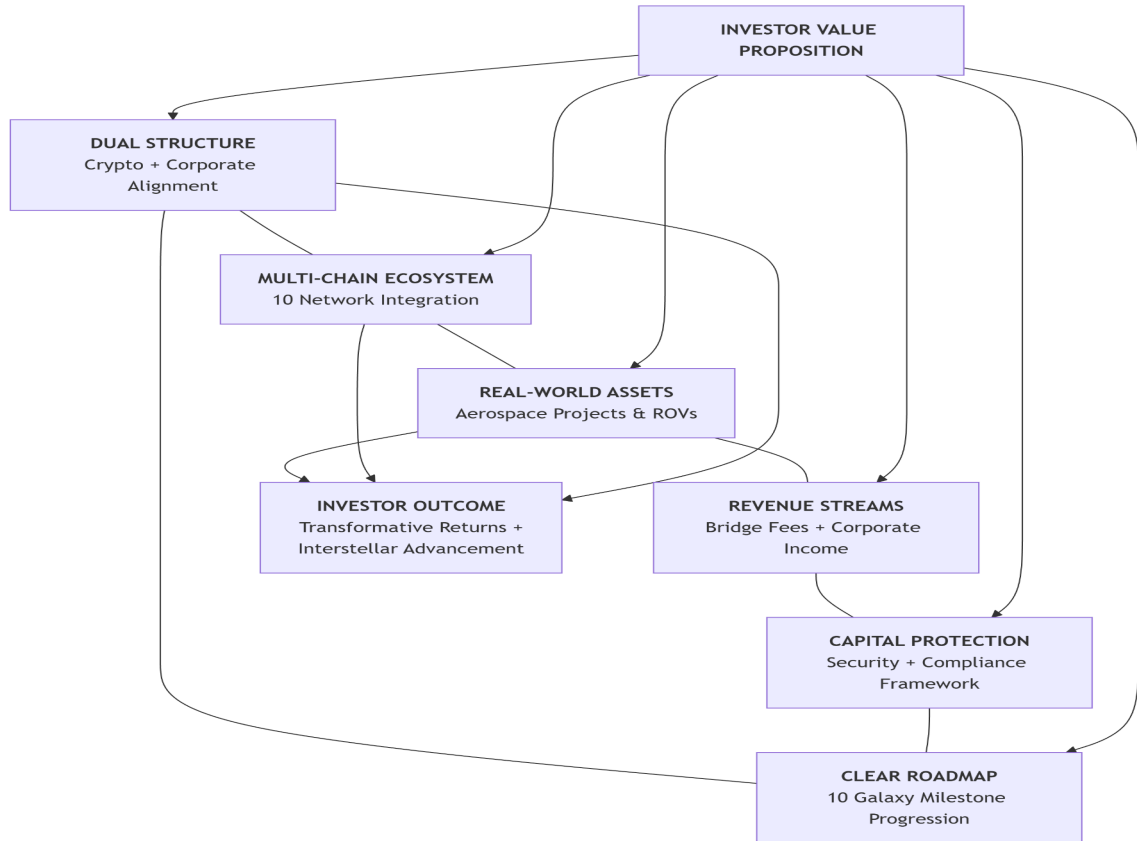 INVESTOR VALUE
PROPOSITION
DUAL STRUCTURE
Crypto + Corporate
Alignment
MULTI-CHAIN ECOSYSTEM
10 Network Integration
REAL-WORLD ASSETS
Aerospace Projects & ROVs
INVESTOR OUTCOME
Transformative Returns +
Interstellar Advancement
REVENUE STREAMS
Bridge Fees + Corporate
Income
CAPITAL PROTECTION
Security + Compliance
Framework
CLEAR ROADMAP
10 Galaxy Milestone
Progression